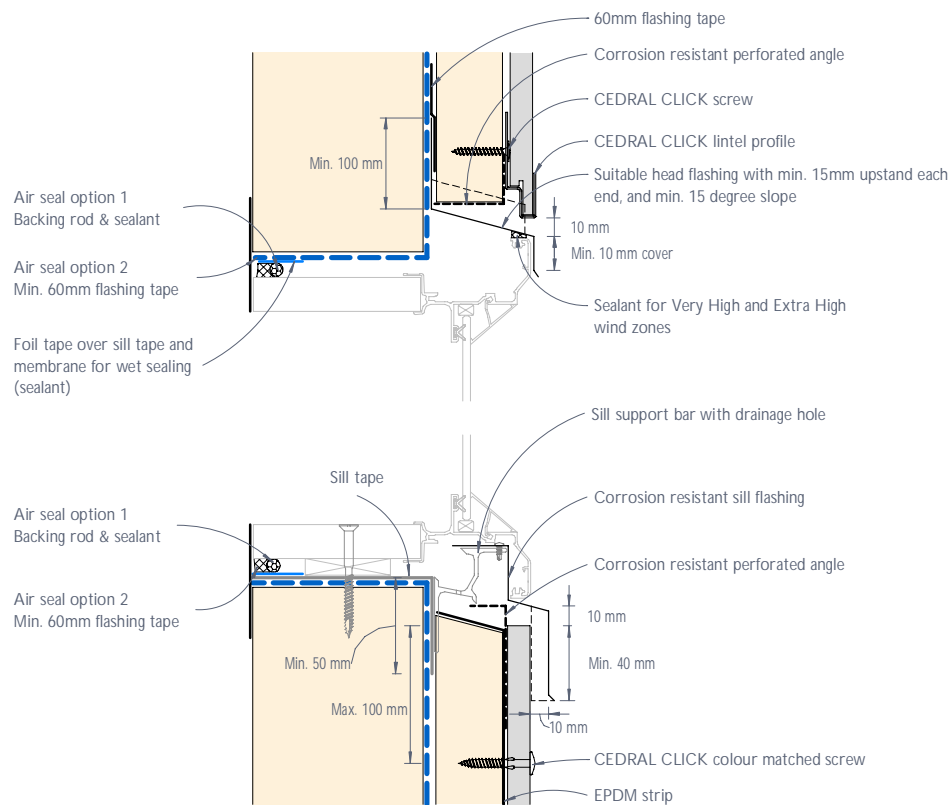 60mm flashing tape
Corrosion resistant perforated angle
CEDRAL CLICK screw
CEDRAL CLICK lintel profile
Min. 100 mm
Suitable head flashing with min. 15mm upstand each
end, and min. 15 degree slope
Air seal option 1
Backing rod & sealant
10 mm
Min. 10 mm cover
Air seal option 2
Min. 60mm flashing tape
Sealant for Very High and Extra High
wind zones
Foil tape over sill tape and
membrane for wet sealing
(sealant)
Sill support bar with drainage hole
Sill tape
Corrosion resistant sill flashing
Air seal option 1
Backing rod & sealant
Corrosion resistant perforated angle
Air seal option 2
Min. 60mm flashing tape
10 mm
Min. 50 mm
Min. 40 mm
Max. 100 mm
10 mm
CEDRAL CLICK colour matched screw
EPDM strip